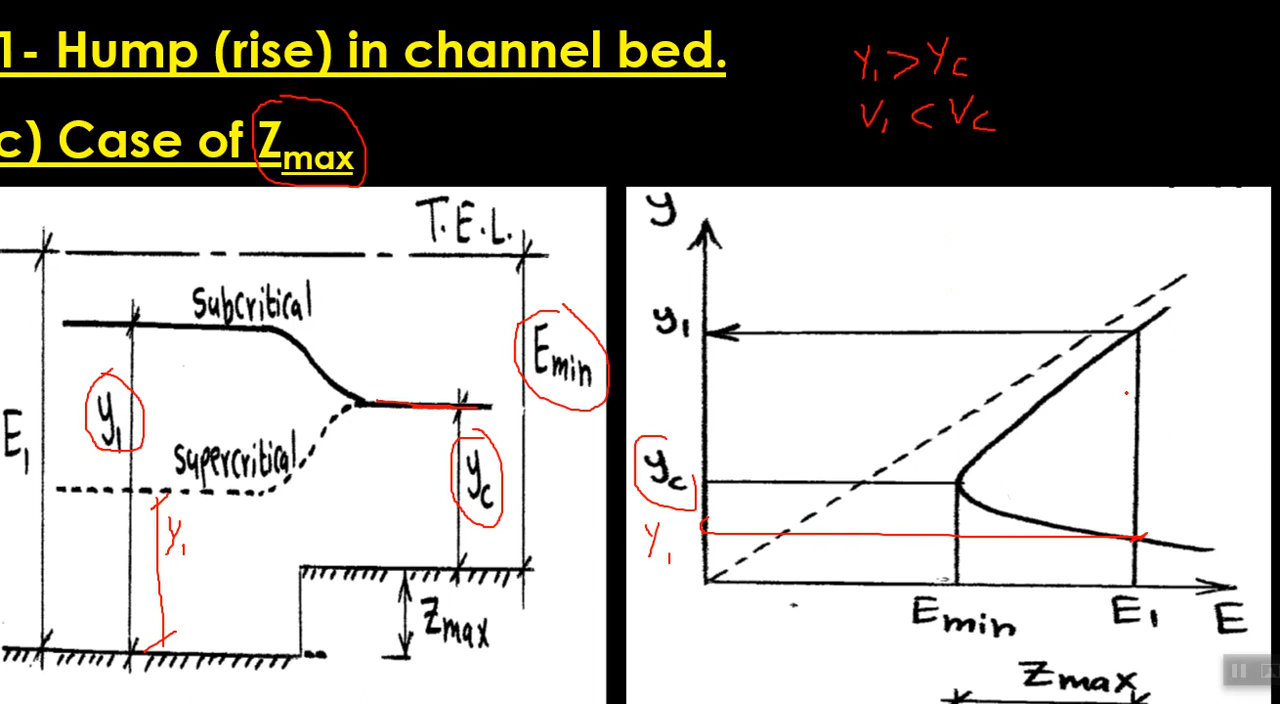 1- Hump (rise) in channel bed.
y₁ > yc
v₁ < vc
c) Case of Zmax
T.E.L.
subcritical
Emin
y₁
E₁
supercritical
yc
y₁
Zmax
y
y₁
yc
y₁
Emin
E₁
E
Zmax